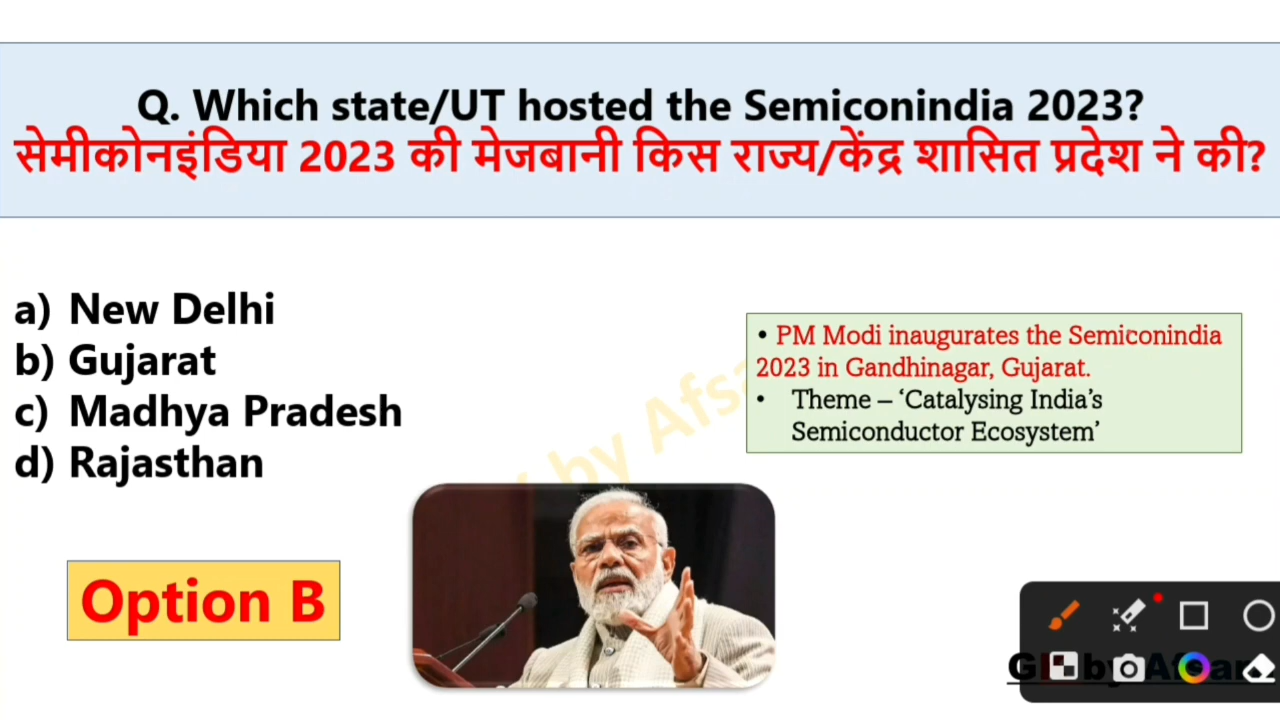 Q. Which state/UT hosted the Semiconindia 2023?
सेमीकोनइंडिया 2023 की मेजबानी किस राज्य/केंद्र शासित प्रदेश ने की?
a) New Delhi
b) Gujarat
c) Madhya Pradesh
d) Rajasthan
• PM Modi inaugurates the Semiconindia
2023 in Gandhinagar, Gujarat.
• Theme – ‘Catalysing India’s
Semiconductor Ecosystem’
Option B
by